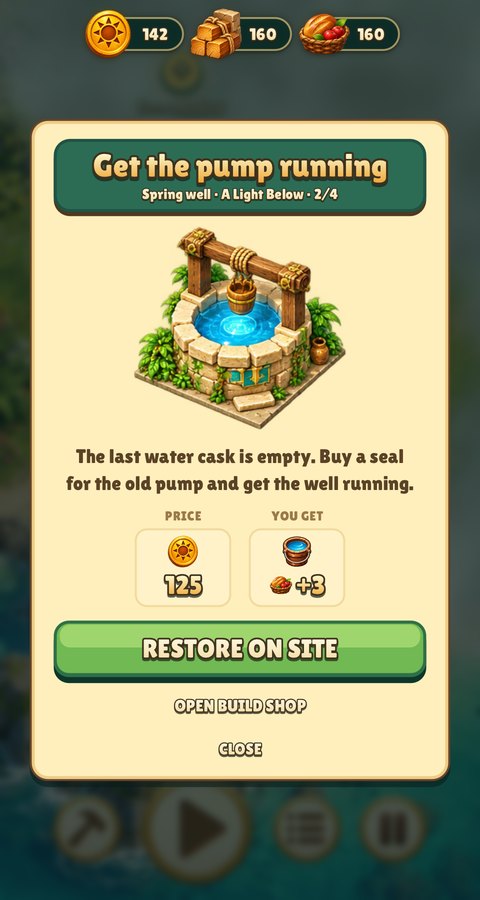 142
160
160
Get the pump running
Spring well · A Light Below · 2/4
The last water cask is empty. Buy a seal
for the old pump and get the well running.
PRICE
YOU GET
125
+3
RESTORE ON SITE
OPEN BUILD SHOP
CLOSE